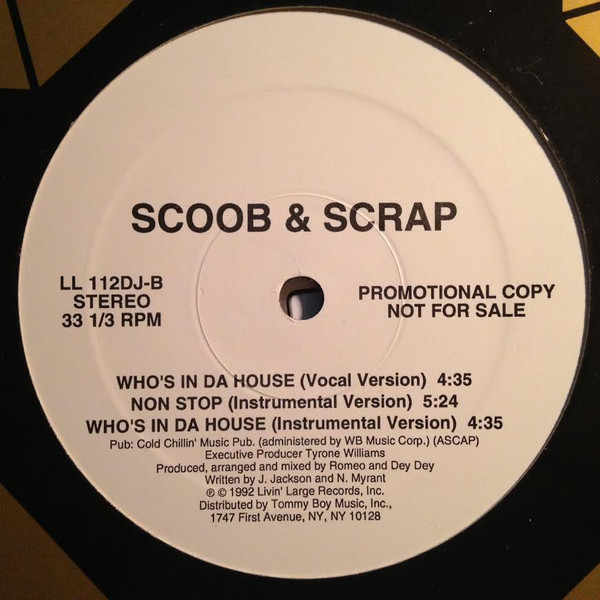 SCOOB & SCRAP
LL 112DJ-B
STEREO
33 1/3 RPM
PROMOTIONAL COPY
NOT FOR SALE
WHO'S IN DA HOUSE (Vocal Version) 4:35
NON STOP (Instrumental Version) 5:24
WHO'S IN DA HOUSE (Instrumental Version) 4:35
Pub: Cold Chillin' Music Pub. (administered by WB Music Corp.) (ASCAP)
Executive Producer Tyrone Williams
Produced, arranged and mixed by Romeo and Dey Dey
Written by J. Jackson and N. Myrant
℗ © 1992 Livin' Large Records, Inc.
Distributed by Tommy Boy Music, Inc.,
1747 First Avenue, NY, NY 10128